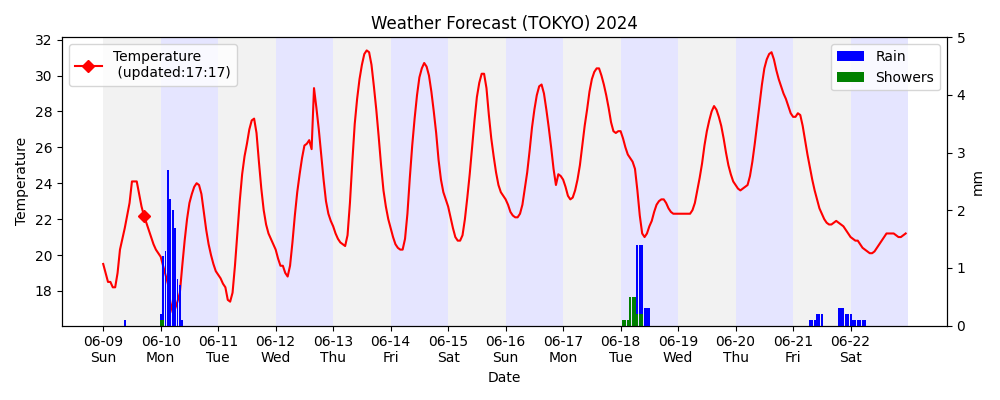 Weather Forecast (TOKYO) 2024
Temperature
(updated:17:17)
Rain
Showers
Temperature
32
30
28
26
24
22
20
18
5
4
3
2
1
0
mm
06-09 06-10 06-11 06-12 06-13 06-14 06-15 06-16 06-17 06-18 06-19 06-20 06-21 06-22
Sun Mon Tue Wed Thu Fri Sat Sun Mon Tue Wed Thu Fri Sat
Date